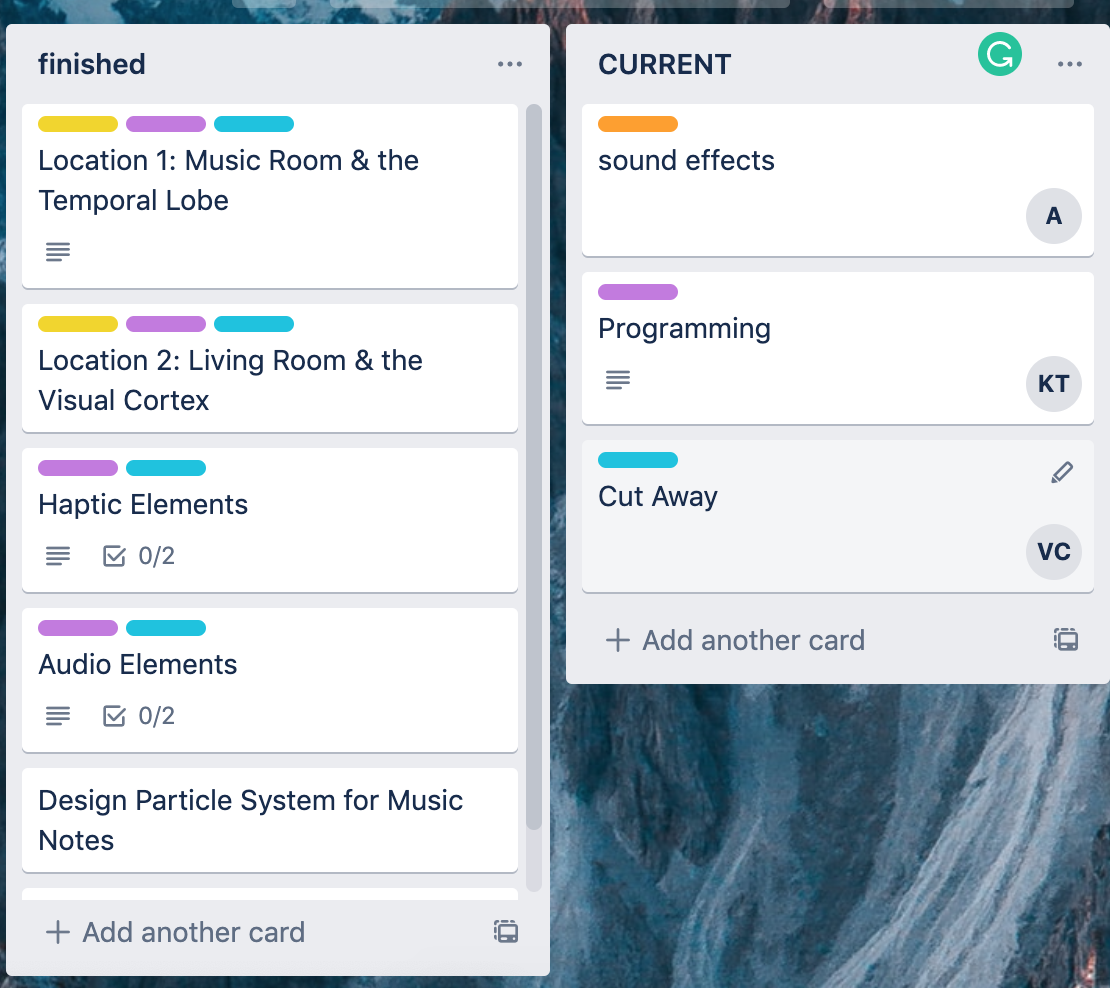 finished
Location 1: Music Room & the
Temporal Lobe
Location 2: Living Room & the
Visual Cortex
Haptic Elements
0/2
Audio Elements
0/2
Design Particle System for Music
Notes
+ Add another card
CURRENT
sound effects
A
Programming
KT
Cut Away
VC
+ Add another card